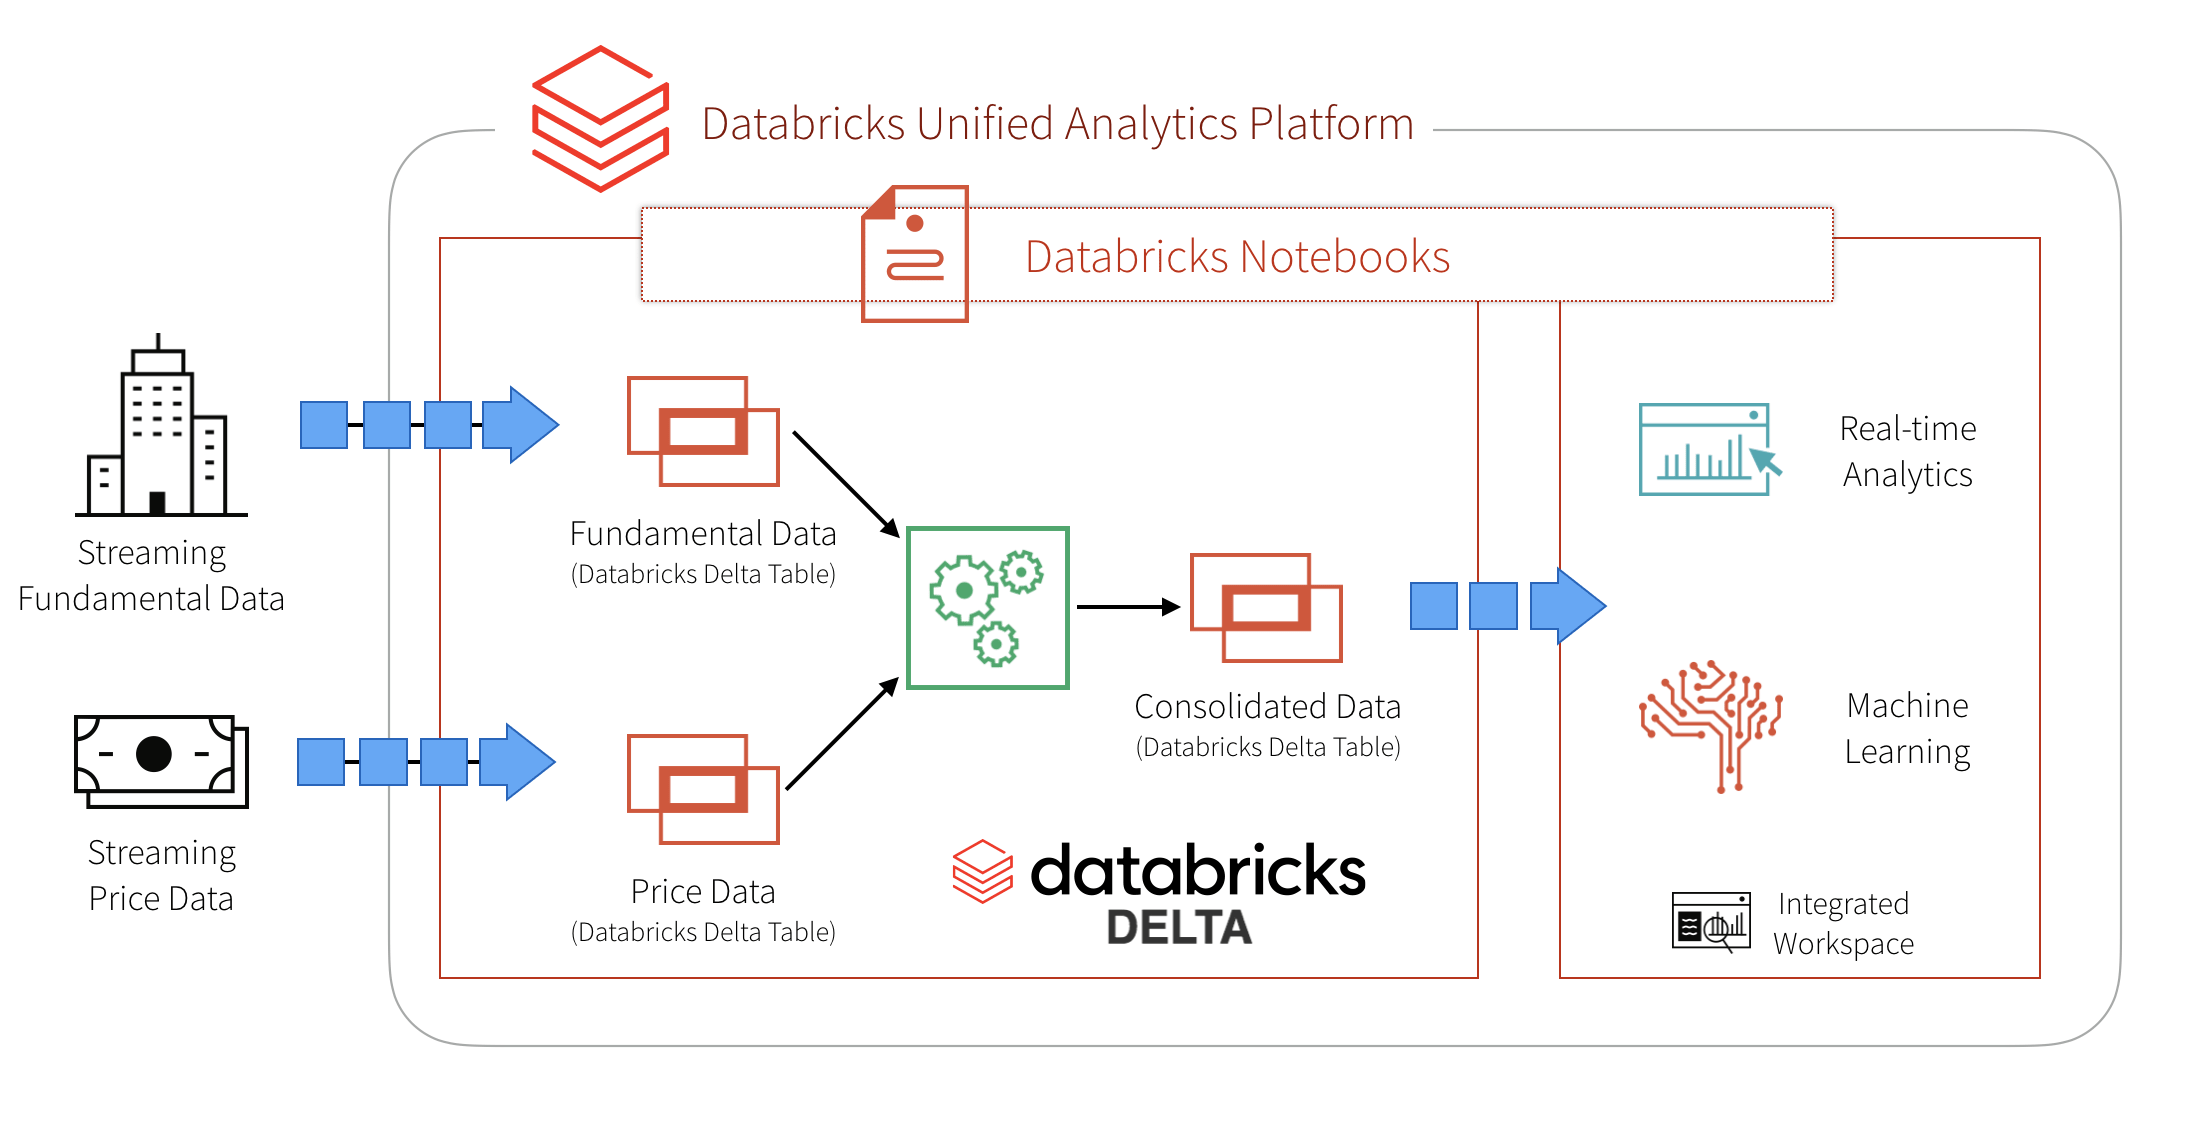 Databricks Unified Analytics Platform
Databricks Notebooks
Streaming
Fundamental Data
Streaming
Price Data
Fundamental Data
(Databricks Delta Table)
Price Data
(Databricks Delta Table)
Consolidated Data
(Databricks Delta Table)
databricks
DELTA
Real-time
Analytics
Machine
Learning
Integrated
Workspace